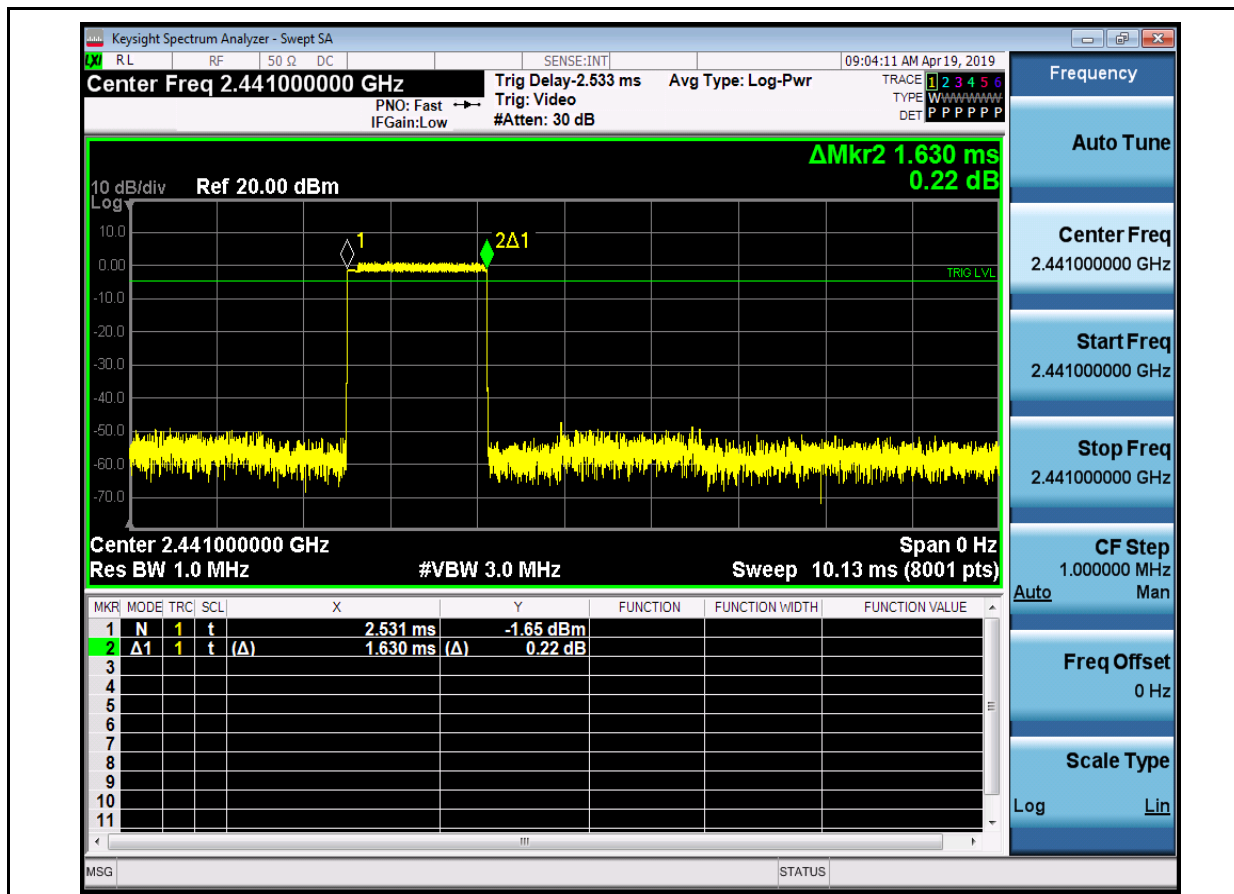 Keysight Spectrum Analyzer - Swept SA
LXI RL RF 50 Ω DC SENSE:INT 09:04:11 AM Apr 19, 2019
Center Freq 2.441000000 GHz Trig Delay-2.533 ms Avg Type: Log-Pwr TRACE 1 2 3 4 5 6
PNO: Fast Trig: Video TYPE WWWWWW
IFGain:Low #Atten: 30 dB DET P P P P P P
ΔMkr2 1.630 ms
0.22 dB
10 dB/div Ref 20.00 dBm
Log
10.0
1
2Δ1
0.00
TRIG LVL
-10.0
-20.0
-30.0
-40.0
-50.0
-60.0
-70.0
Center 2.441000000 GHz Span 0 Hz
Res BW 1.0 MHz #VBW 3.0 MHz Sweep 10.13 ms (8001 pts)
MKR MODE TRC SCL X Y FUNCTION FUNCTION WIDTH FUNCTION VALUE
1 N 1 t 2.531 ms -1.65 dBm
2 Δ1 1 t (Δ) 1.630 ms (Δ) 0.22 dB
3
4
5
6
7
8
9
10
11
MSG STATUS
Frequency
Auto Tune
Center Freq
2.441000000 GHz
Start Freq
2.441000000 GHz
Stop Freq
2.441000000 GHz
CF Step
1.000000 MHz
Auto Man
Freq Offset
0 Hz
Scale Type
Log Lin